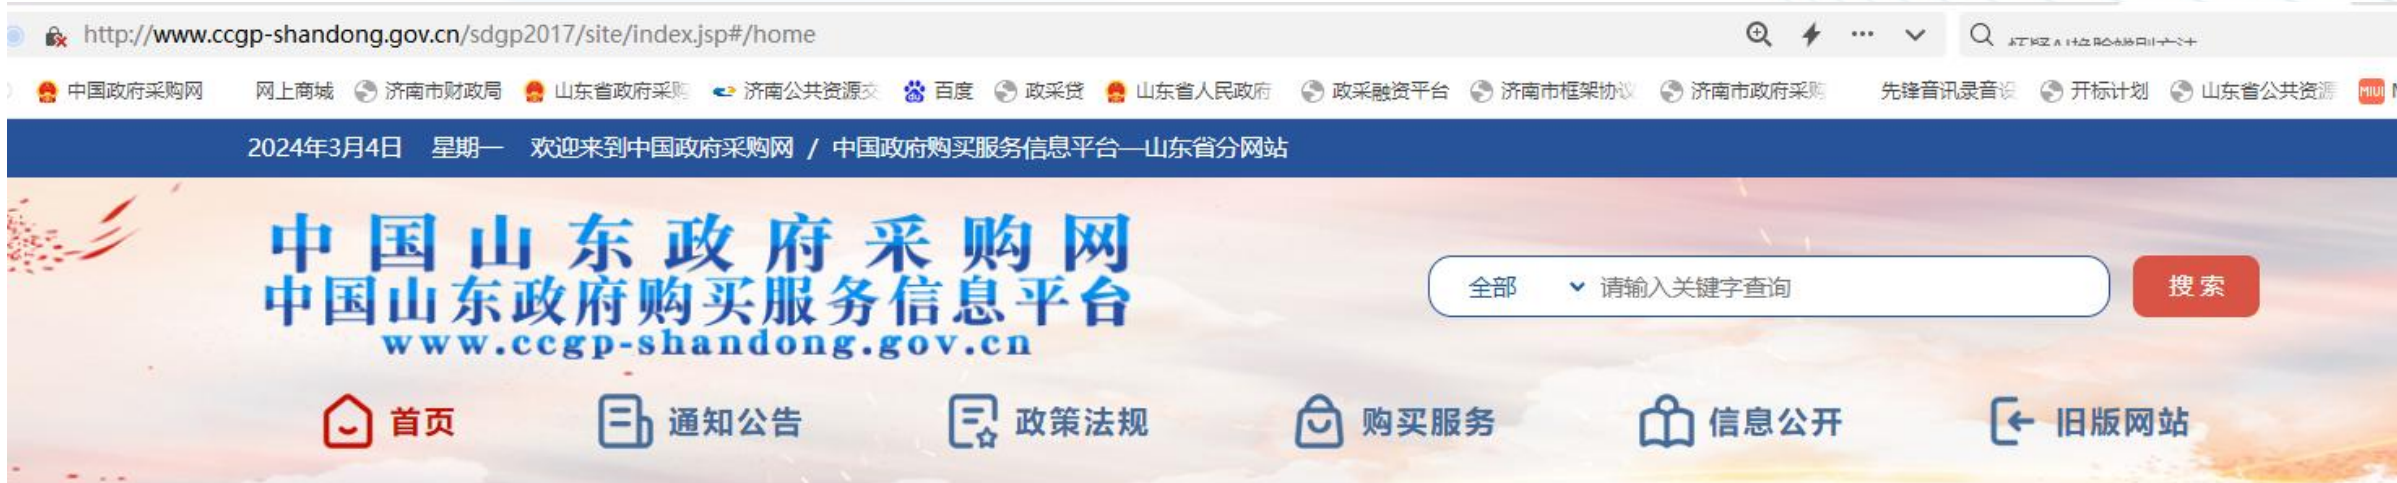 http://www.ccgp-shandong.gov.cn/sdgp2017/site/index.jsp#/home
中国政府采购网 网上商城 济南市财政局 山东省政府采购 济南公共资源交 百度 政采贷 山东省人民政府 政采融资平台 济南市框架协议 济南市政府采购 先锋音讯录音设 开标计划 山东省公共资源 MIUI
2024年3月4日 星期一 欢迎来到中国政府采购网 / 中国政府购买服务信息平台—山东省分网站
中国山东政府采购网
中国山东政府购买服务信息平台
www.ccgp-shandong.gov.cn
全部 请输入关键字查询 搜索
首页 通知公告 政策法规 购买服务 信息公开 旧版网站